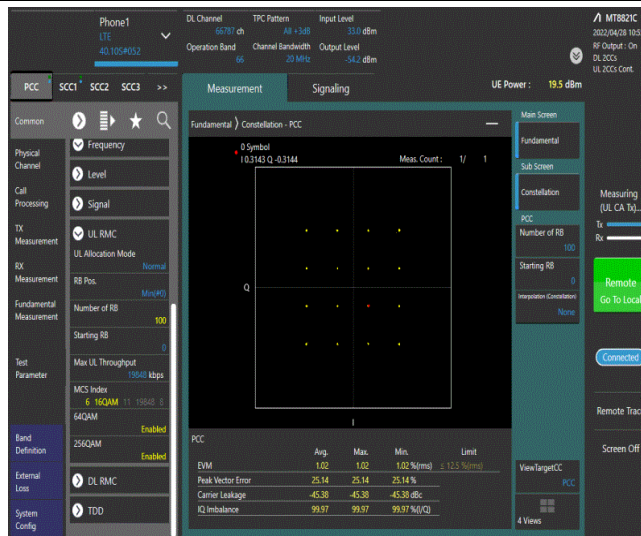 Phone1
LTE
40.105#052
DL Channel
66787 ch
TPC Pattern
All +3dB
Input Level
33.0 dBm
Operation Band
66
Channel Bandwidth
20 MHz
Output Level
-54.2 dBm
MT8821C
2022/04/28 10:5
RF Output : On
DL 2CCs
UL 2CCs Cont.
PCC
SCC1
SCC2
SCC3
>>
Measurement
Signaling
UE Power :
19.5 dBm
Common
Physical
Channel
Call
Processing
TX
Measurement
RX
Measurement
Fundamental
Measurement
Test
Parameter
Band
Definition
External
Loss
System
Config
Frequency
Level
Signal
UL RMC
UL Allocation Mode
Normal
RB Pos.
Min(#0)
Number of RB
100
Starting RB
0
Max UL Throughput
19848 kbps
MCS Index
6 16QAM 11 19848 8
64QAM
Enabled
256QAM
Enabled
DL RMC
TDD
Fundamental ⟩ Constellation - PCC
0 Symbol
I 0.3143 Q -0.3144
Meas. Count : 1/ 1
Q
I
PCC
Avg. Max. Min. Limit
EVM 1.02 1.02 1.02 %(rms) ≤ 12.5 %(rms)
Peak Vector Error 25.14 25.14 25.14 %
Carrier Leakage -45.38 -45.38 -45.38 dBc
IQ Imbalance 99.97 99.97 99.97 %(I/Q)
Main Screen
Fundamental
Sub Screen
Constellation
PCC
Number of RB
100
Starting RB
0
Interpolation (Constellation)
None
ViewTargetCC
PCC
4 Views
Measuring
(UL CA Tx)...
Tx
Rx
Remote
Go To Local
Connected
Remote Trac
Screen Off